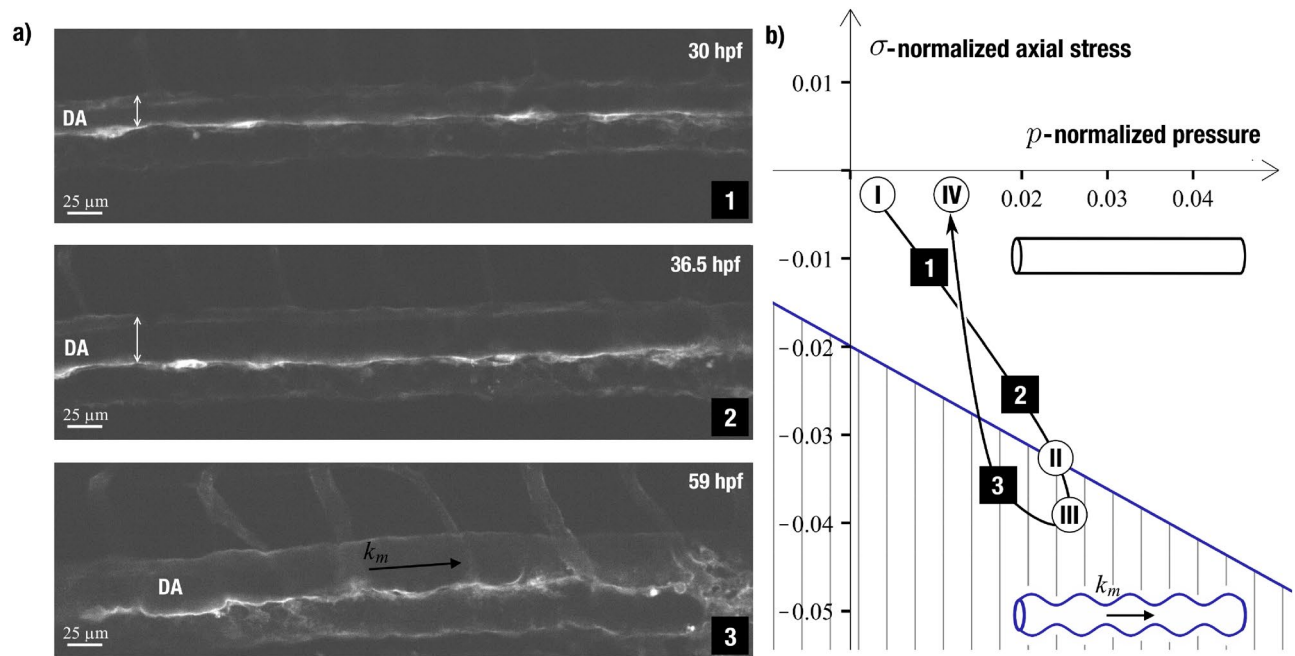 a)
30 hpf
DA
25 μm
1
36.5 hpf
DA
25 μm
2
59 hpf
k_m
DA
25 μm
3
b)
σ-normalized axial stress
0.01
p-normalized pressure
I
IV
0.02
0.03
0.04
-0.01
1
-0.02
2
-0.03
II
3
III
-0.04
k_m
-0.05